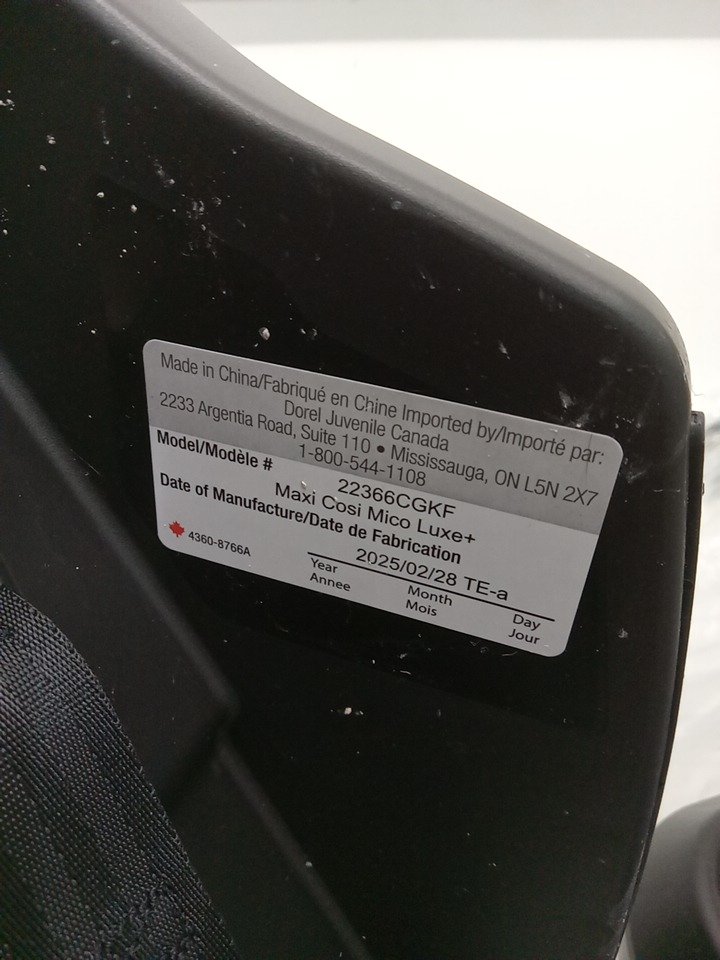 Made in China/Fabriqué en Chine Imported by/Importé par:
Dorel Juvenile Canada
2233 Argentia Road, Suite 110 • Mississauga, ON L5N 2X7
1-800-544-1108
Model/Modèle #
22366CGKF
Maxi Cosi Mico Luxe+
Date of Manufacture/Date de Fabrication
2025/02/28 TE-a
4360-8766A
Year Month Day
Annee Mois Jour